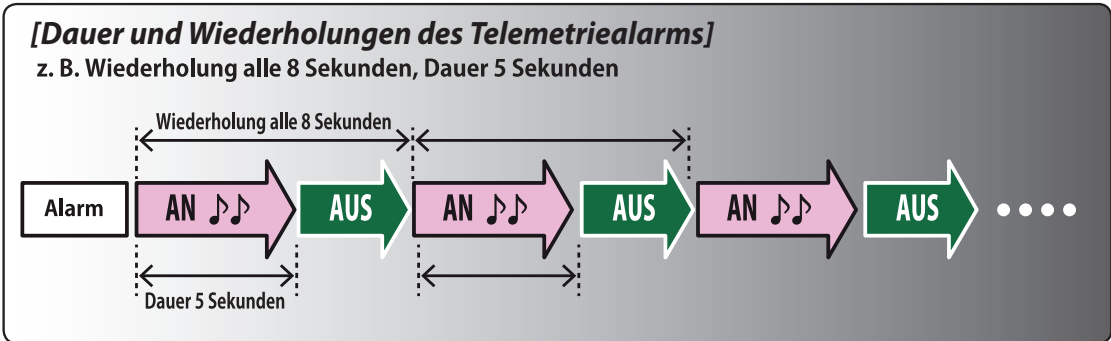 [Dauer und Wiederholungen des Telemetriealarms]
z. B. Wiederholung alle 8 Sekunden, Dauer 5 Sekunden
Wiederholung alle 8 Sekunden
Alarm AN ♪♪ AUS AN ♪♪ AUS AN ♪♪ AUS
Dauer 5 Sekunden